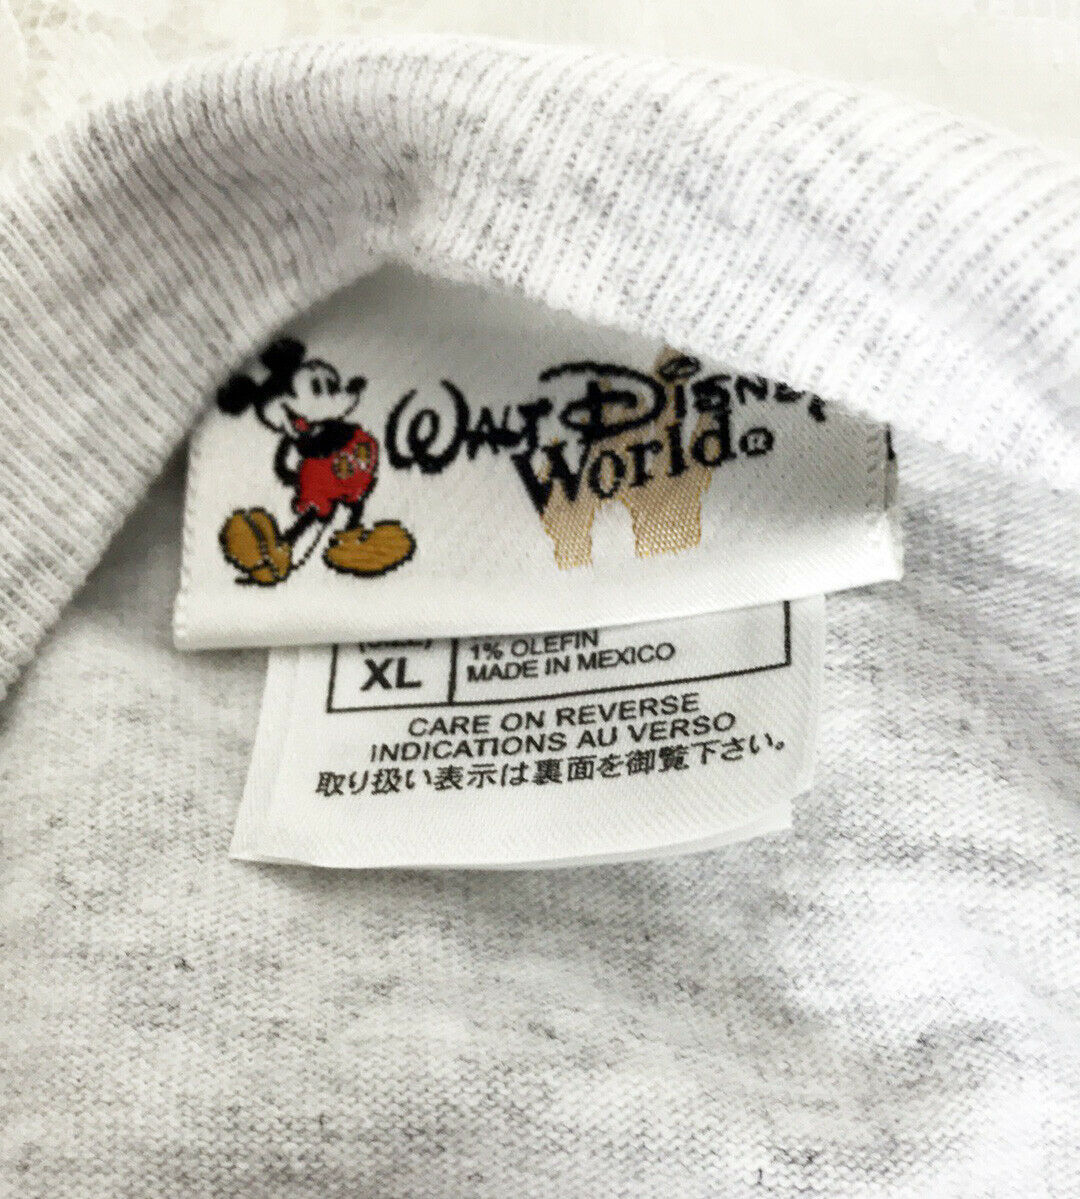 WALT DISNEY
World®
XL
1% OLEFIN
MADE IN MEXICO
CARE ON REVERSE
INDICATIONS AU VERSO
取り扱い表示は裏面を御覧下さい。